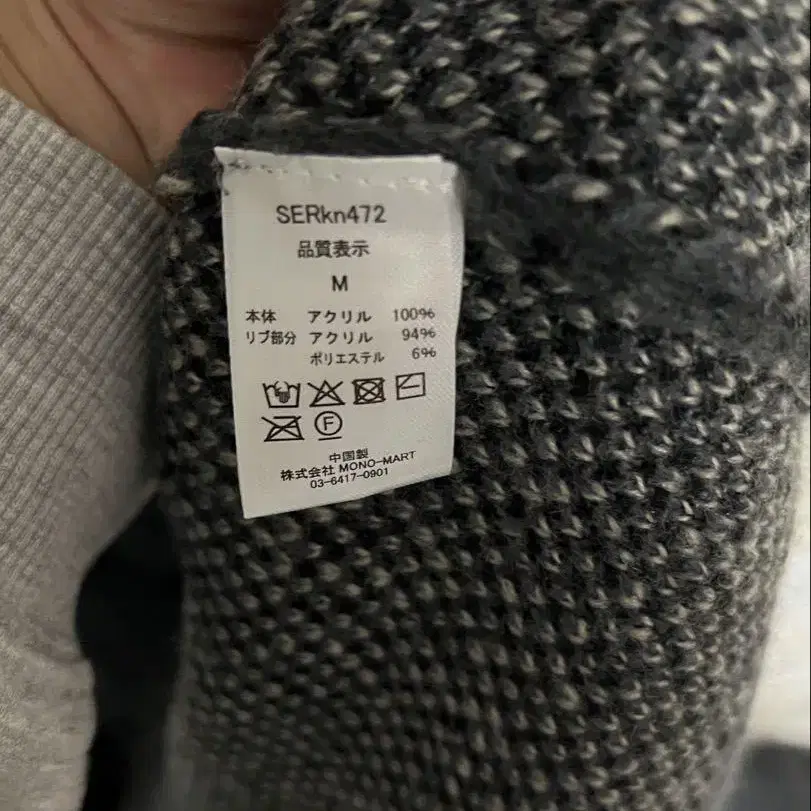 SERkn472
品質表示
M
本体 アクリル 100%
リブ部分 アクリル 94%
ポリエステル 6%
F
中国製
株式会社 MONO-MART
03-6417-0901